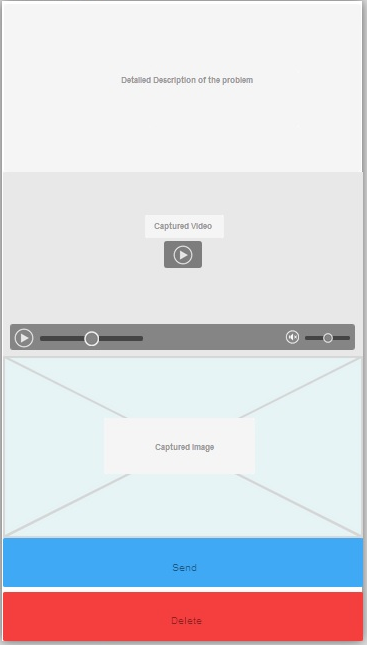 Detailed Description of the problem
Captured Video
Captured Image
Send
Delete